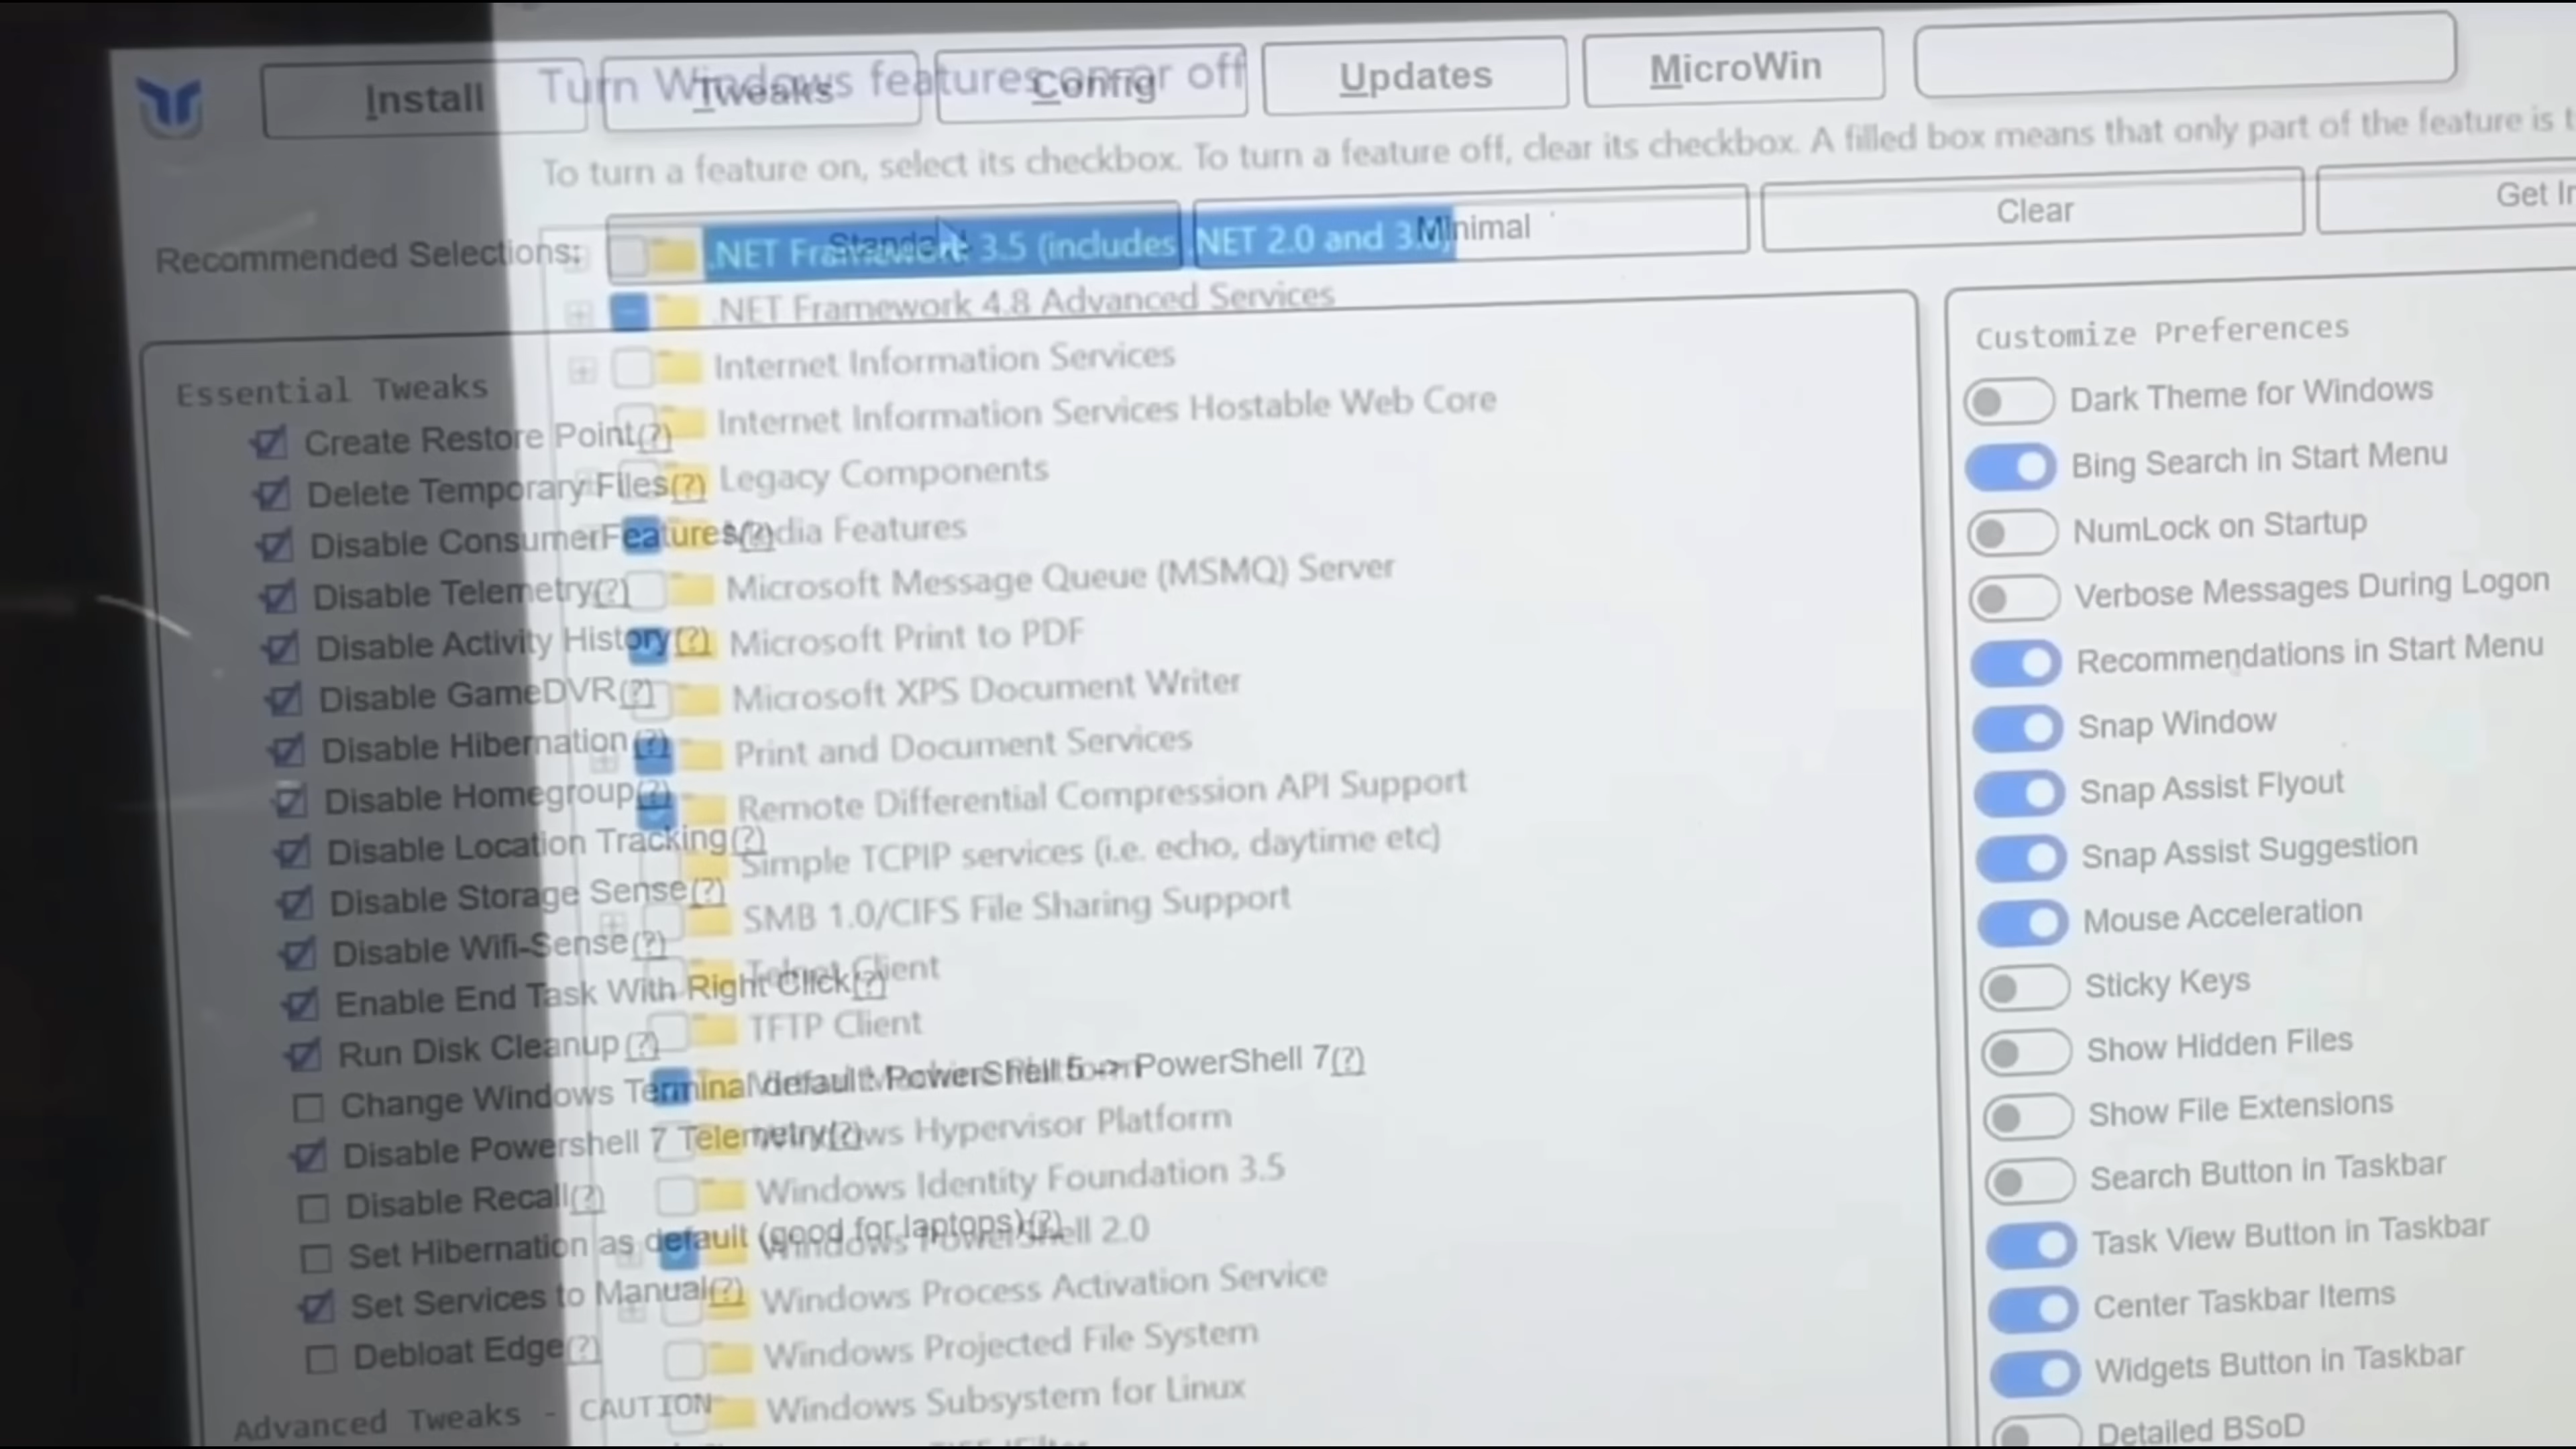 Install
Tweaks
Config
Updates
MicroWin
Turn Windows features on or off
To turn a feature on, select its checkbox. To turn a feature off, clear its checkbox. A filled box means that only part of the feature is
Recommended Selections:
Standard
Minimal
Clear
Get
.NET Framework 3.5 (includes .NET 2.0 and 3.0)
.NET Framework 4.8 Advanced Services
Internet Information Services
Internet Information Services Hostable Web Core
Legacy Components
Media Features
Microsoft Message Queue (MSMQ) Server
Microsoft Print to PDF
Microsoft XPS Document Writer
Print and Document Services
Remote Differential Compression API Support
Simple TCPIP services (i.e. echo, daytime etc)
SMB 1.0/CIFS File Sharing Support
Telnet Client
TFTP Client
Virtual Machine Platform
Windows Hypervisor Platform
Windows Identity Foundation 3.5
Windows PowerShell 2.0
Windows Process Activation Service
Windows Projected File System
Windows Subsystem for Linux
Essential Tweaks
Create Restore Point(?)
Delete Temporary Files(?)
Disable ConsumerFeatures(?)
Disable Telemetry(?)
Disable Activity History(?)
Disable GameDVR(?)
Disable Hibernation(?)
Disable Homegroup(?)
Disable Location Tracking(?)
Disable Storage Sense(?)
Disable Wifi-Sense(?)
Enable End Task With Right Click(?)
Run Disk Cleanup(?)
Change Windows Terminal default: PowerShell 5 -> PowerShell 7(?)
Disable Powershell 7 Telemetry(?)
Disable Recall(?)
Set Hibernation as default (good for laptops)(?)
Set Services to Manual(?)
Debloat Edge(?)
Advanced Tweaks - CAUTION
Customize Preferences
Dark Theme for Windows
Bing Search in Start Menu
NumLock on Startup
Verbose Messages During Logon
Recommendations in Start Menu
Snap Window
Snap Assist Flyout
Snap Assist Suggestion
Mouse Acceleration
Sticky Keys
Show Hidden Files
Show File Extensions
Search Button in Taskbar
Task View Button in Taskbar
Center Taskbar Items
Widgets Button in Taskbar
Detailed BSoD